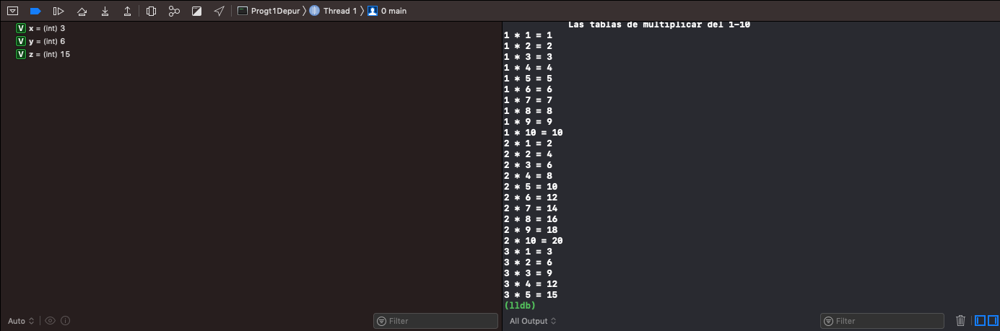 Progt1Depur 〉 Thread 1 〉 0 main
V x = (int) 3
V y = (int) 6
V z = (int) 15
Auto
Filter
Las tablas de multiplicar del 1-10
1 * 1 = 1
1 * 2 = 2
1 * 3 = 3
1 * 4 = 4
1 * 5 = 5
1 * 6 = 6
1 * 7 = 7
1 * 8 = 8
1 * 9 = 9
1 * 10 = 10
2 * 1 = 2
2 * 2 = 4
2 * 3 = 6
2 * 4 = 8
2 * 5 = 10
2 * 6 = 12
2 * 7 = 14
2 * 8 = 16
2 * 9 = 18
2 * 10 = 20
3 * 1 = 3
3 * 2 = 6
3 * 3 = 9
3 * 4 = 12
3 * 5 = 15
(lldb)
All Output
Filter